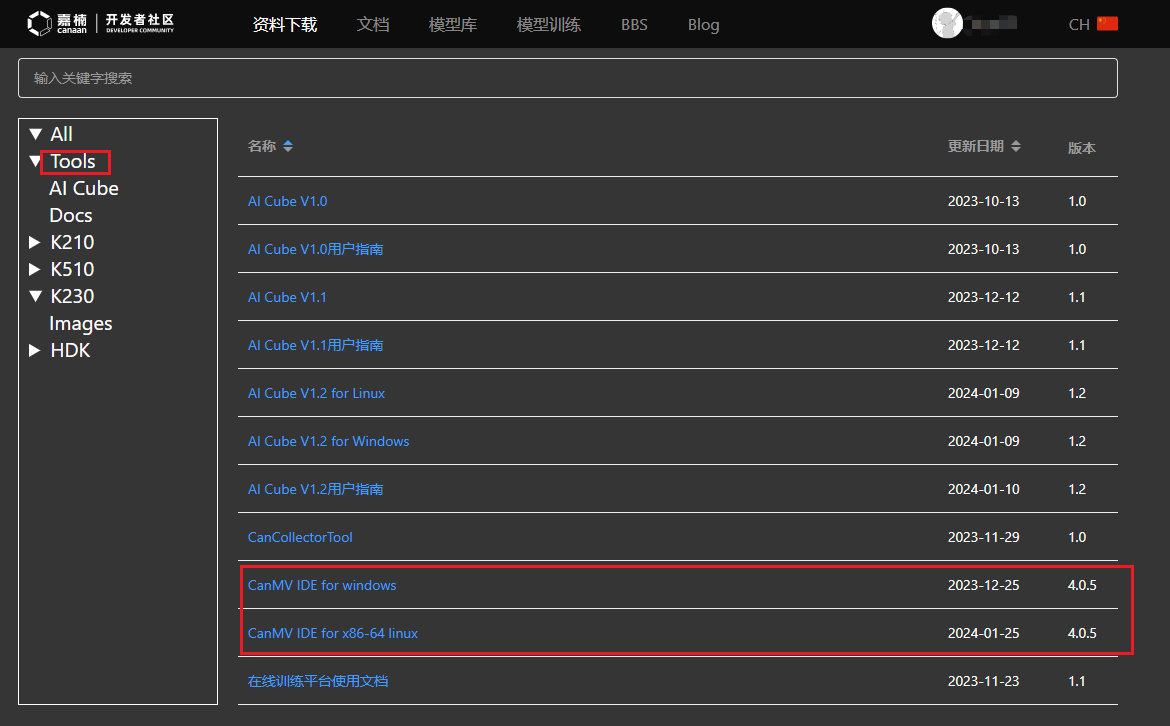 嘉楠 canaan 开发者社区 DEVELOPER COMMUNITY 资料下载 文档 模型库 模型训练 BBS Blog CH
输入关键字搜索
All
Tools
AI Cube
Docs
K210
K510
K230
Images
HDK
名称 更新日期 版本
AI Cube V1.0 2023-10-13 1.0
AI Cube V1.0用户指南 2023-10-13 1.0
AI Cube V1.1 2023-12-12 1.1
AI Cube V1.1用户指南 2023-12-12 1.1
AI Cube V1.2 for Linux 2024-01-09 1.2
AI Cube V1.2 for Windows 2024-01-09 1.2
AI Cube V1.2用户指南 2024-01-10 1.2
CanCollectorTool 2023-11-29 1.0
CanMV IDE for windows 2023-12-25 4.0.5
CanMV IDE for x86-64 linux 2024-01-25 4.0.5
在线训练平台使用文档 2023-11-23 1.1